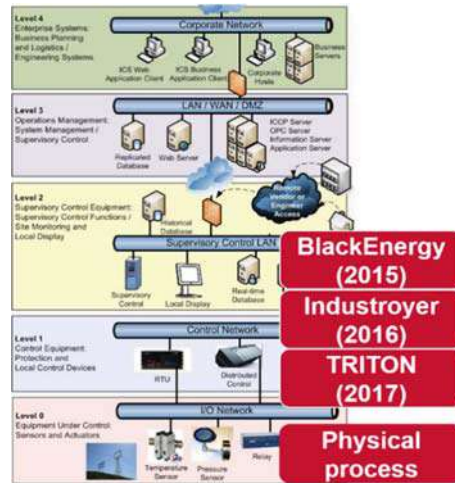 Level 4
Enterprise Systems:
Business Planning
and Logistics /
Engineering Systems
Corporate Network
ICS Web
Application Client
ICS Business
Application Client
Corporate
Hosts
Business
Servers
Level 3
Operations Management:
System Management /
Supervisory Control
LAN / WAN / DMZ
Replicated
Database
Web Server
ICCP Server
OPC Server
Information Server
Application Server
Level 2
Supervisory Control Equipment:
Supervisory Control Functions /
Site Monitoring and
Local Display
Remote
Vendor or
Engineer
Access
Historical
Database
Supervisory Control LAN
Supervisory
Control
Local Display
Real-time
Database
BlackEnergy
(2015)
Industroyer
(2016)
Level 1
Control Equipment:
Protection and
Local Control Devices
Control Network
RTU
Distributed
Control
TRITON
(2017)
Level 0
Equipment Under Control:
Sensors and Actuators
I/O Network
Temperature
Sensor
Pressure
Sensor
Relay
Physical
process